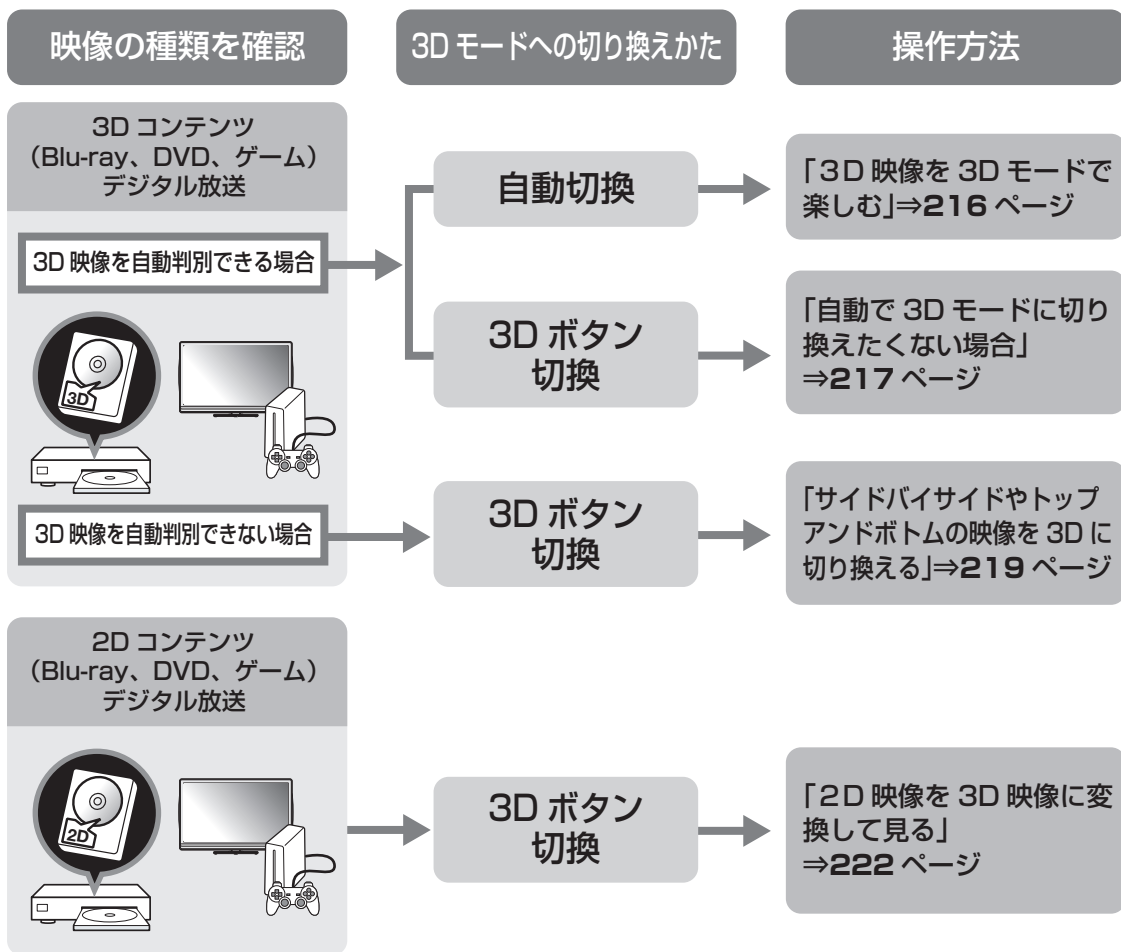 映像の種類を確認
3D モードへの切り換えかた
操作方法
3D コンテンツ
（Blu-ray、DVD、ゲーム）
デジタル放送
3D 映像を自動判別できる場合
3D
3D 映像を自動判別できない場合
自動切換
「3D 映像を 3D モードで
楽しむ」⇒216 ページ
3D ボタン
切換
「自動で 3D モードに切り
換えたくない場合」
⇒217 ページ
3D ボタン
切換
「サイドバイサイドやトップ
アンドボトムの映像を 3D に
切り換える」⇒219 ページ
2D コンテンツ
（Blu-ray、DVD、ゲーム）
デジタル放送
2D
3D ボタン
切換
「2D 映像を 3D 映像に変
換して見る」
⇒222 ページ